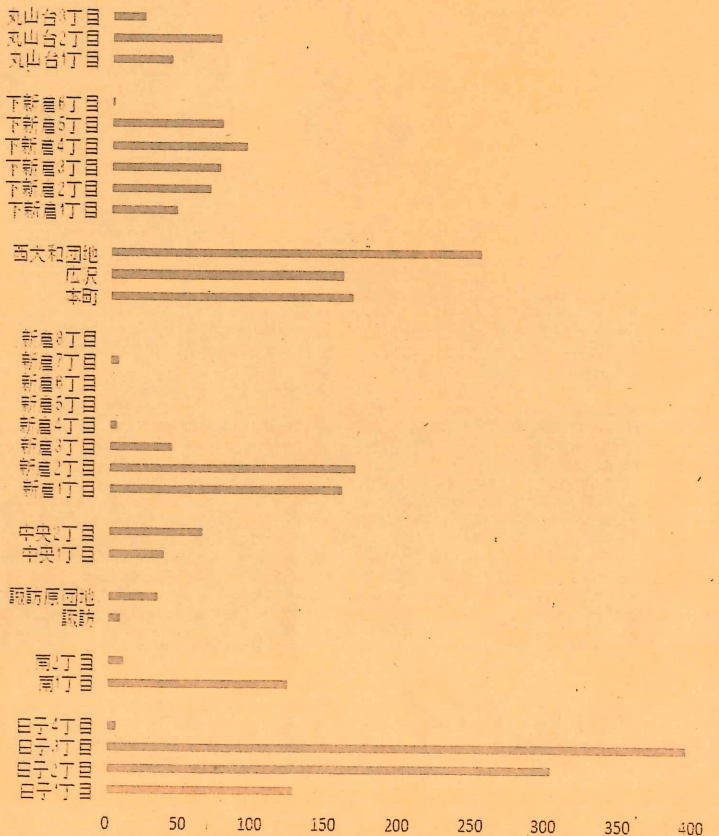 丸山台3丁目
丸山台2丁目
丸山台1丁目
下新倉6丁目
下新倉5丁目
下新倉4丁目
下新倉3丁目
下新倉2丁目
下新倉1丁目
西大和団地
広沢
本町
新倉8丁目
新倉7丁目
新倉6丁目
新倉5丁目
新倉4丁目
新倉3丁目
新倉2丁目
新倉1丁目
中央2丁目
中央1丁目
諏訪原団地
諏訪
南2丁目
南1丁目
白子4丁目
白子3丁目
白子2丁目
白子1丁目
0 50 100 150 200 250 300 350 400